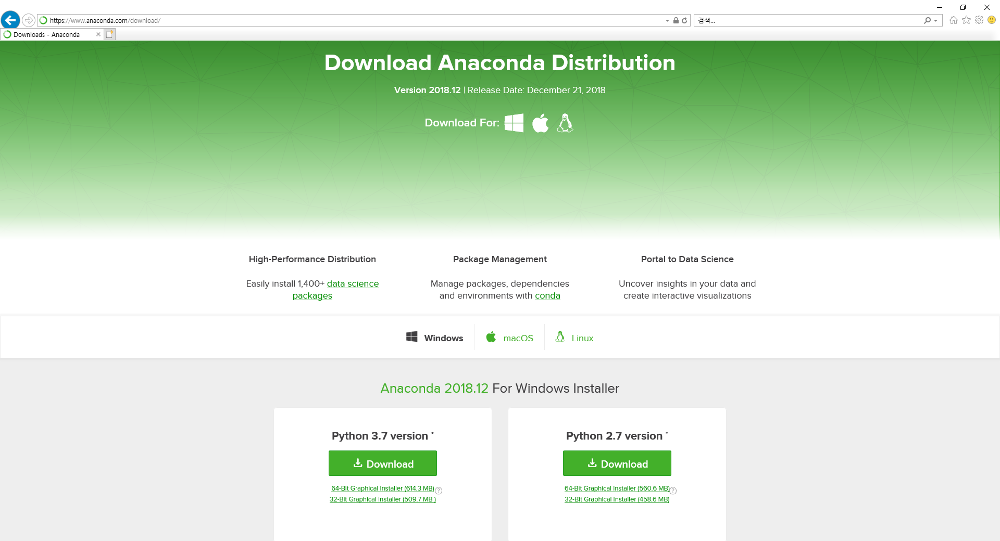 https://www.anaconda.com/download/
검색...
Downloads - Anaconda
Download Anaconda Distribution
Version 2018.12 | Release Date: December 21, 2018
Download For:
High-Performance Distribution
Easily install 1,400+ data science
packages
Package Management
Manage packages, dependencies
and environments with conda
Portal to Data Science
Uncover insights in your data and
create interactive visualizations
Windows
macOS
Linux
Anaconda 2018.12 For Windows Installer
Python 3.7 version *
Download
64-Bit Graphical Installer (614.3 MB) ?
32-Bit Graphical Installer (509.7 MB )
Python 2.7 version *
Download
64-Bit Graphical Installer (560.6 MB) ?
32-Bit Graphical Installer (458.6 MB)